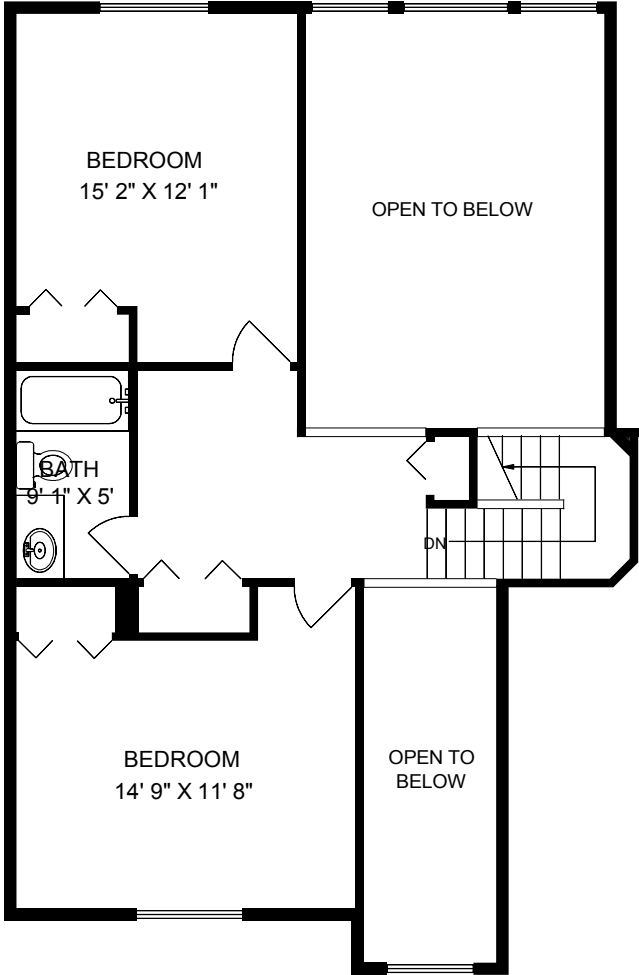 BEDROOM
15' 2" X 12' 1"
OPEN TO BELOW
BATH
9' 1" X 5'
DN
BEDROOM
14' 9" X 11' 8"
OPEN TO
BELOW